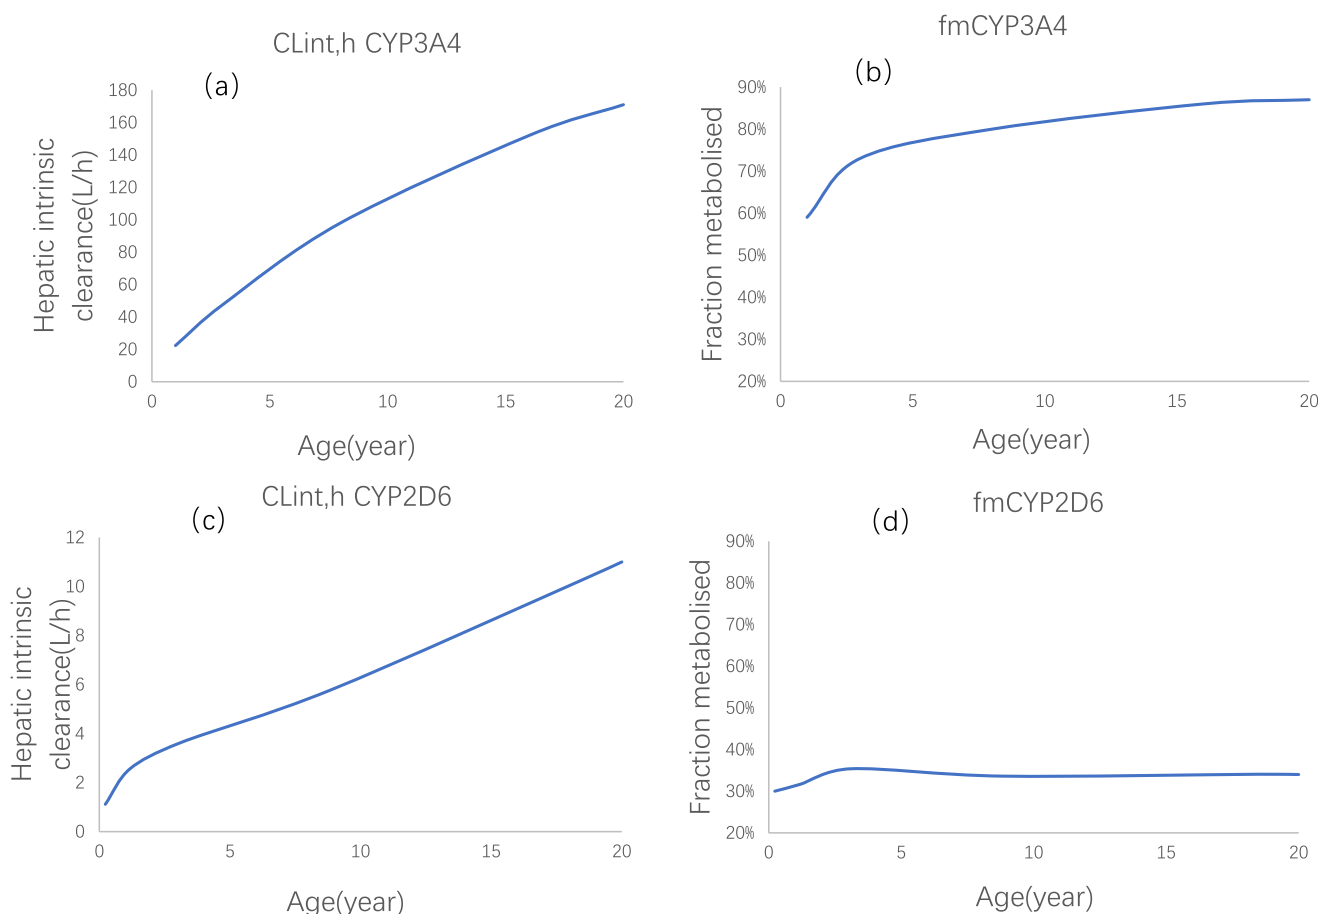 CLint,h CYP3A4
(a)
Hepatic intrinsic
clearance(L/h)
180
160
140
120
100
80
60
40
20
0
0 5 10 15 20
Age(year)
fmCYP3A4
(b)
Fraction metabolised
90%
80%
70%
60%
50%
40%
30%
20%
0 5 10 15 20
Age(year)
CLint,h CYP2D6
(c)
Hepatic intrinsic
clearance(L/h)
12
10
8
6
4
2
0
0 5 10 15 20
Age(year)
fmCYP2D6
(d)
Fraction metabolised
90%
80%
70%
60%
50%
40%
30%
20%
0 5 10 15 20
Age(year)